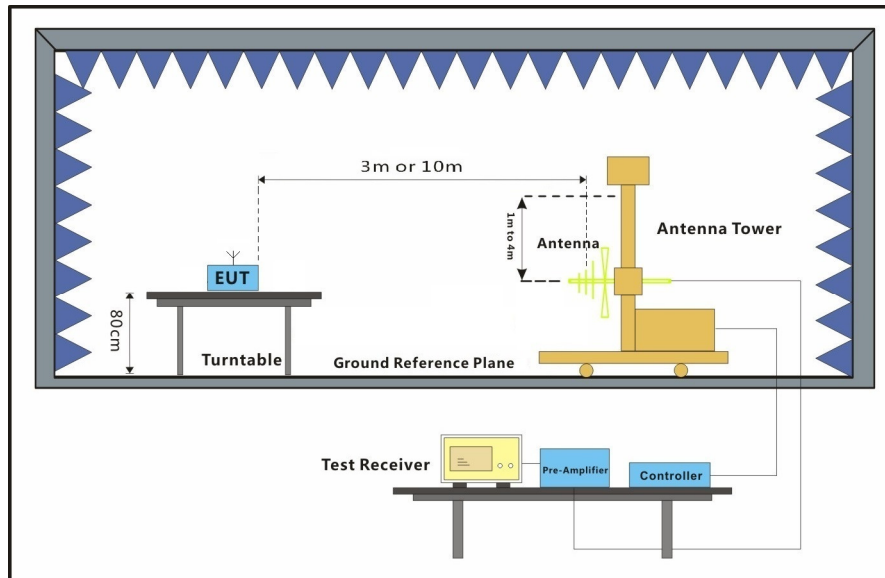 3m or 10m
1m to 4m
Antenna
Antenna Tower
EUT
80cm
Turntable
Ground Reference Plane
Test Receiver
Pre-Amplifier
Controller